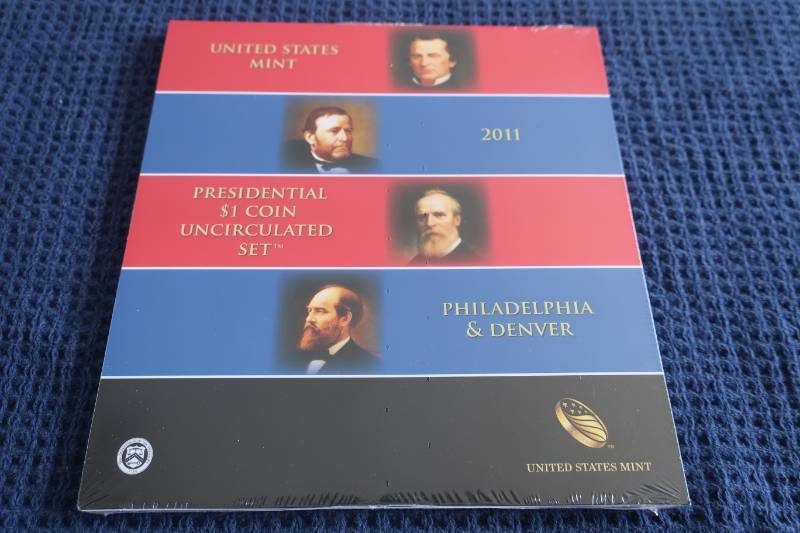 UNITED STATES
MINT
2011
PRESIDENTIAL
$1 COIN
UNCIRCULATED
SET™
PHILADELPHIA
& DENVER
UNITED STATES MINT